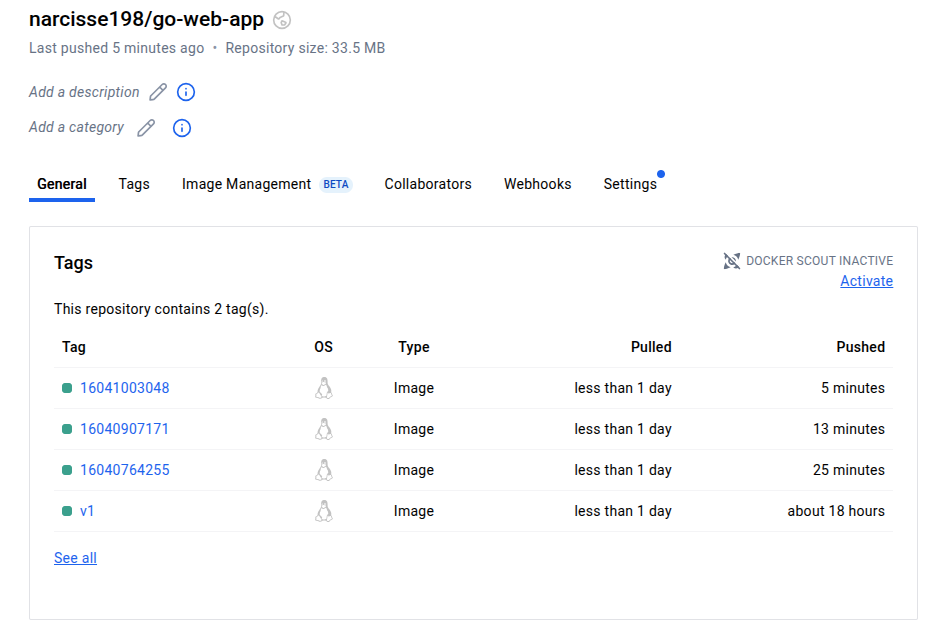 narcisse198/go-web-app
Last pushed 5 minutes ago • Repository size: 33.5 MB
Add a description
Add a category
General Tags Image Management BETA Collaborators Webhooks Settings
Tags DOCKER SCOUT INACTIVE
Activate
This repository contains 2 tag(s).
Tag OS Type Pulled Pushed
16041003048 Image less than 1 day 5 minutes
16040907171 Image less than 1 day 13 minutes
16040764255 Image less than 1 day 25 minutes
v1 Image less than 1 day about 18 hours
See all